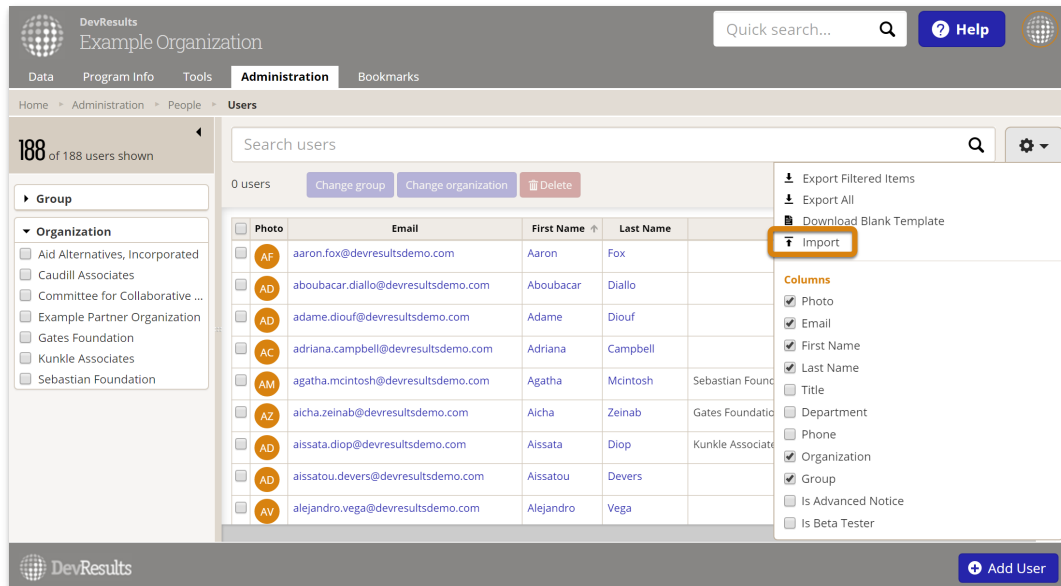 DevResults
Example Organization
Quick search...
Help
Data Program Info Tools Administration Bookmarks
Home Administration People Users
188 of 188 users shown
Group
Organization
Aid Alternatives, Incorporated
Caudill Associates
Committee for Collaborative ...
Example Partner Organization
Gates Foundation
Kunkle Associates
Sebastian Foundation
Search users
0 users Change group Change organization Delete
Photo Email First Name Last Name
AF aaron.fox@devresultsdemo.com Aaron Fox
AD aboubacar.diallo@devresultsdemo.com Aboubacar Diallo
AD adame.diouf@devresultsdemo.com Adame Diouf
AC adriana.campbell@devresultsdemo.com Adriana Campbell
AM agatha.mcintosh@devresultsdemo.com Agatha Mcintosh Sebastian Found
AZ aicha.zeinab@devresultsdemo.com Aicha Zeinab Gates Foundatio
AD aissata.diop@devresultsdemo.com Aissata Diop Kunkle Associate
AD aissatou.devers@devresultsdemo.com Aissatou Devers
AV alejandro.vega@devresultsdemo.com Alejandro Vega
Export Filtered Items
Export All
Download Blank Template
Import
Columns
Photo
Email
First Name
Last Name
Title
Department
Phone
Organization
Group
Is Advanced Notice
Is Beta Tester
DevResults
Add User